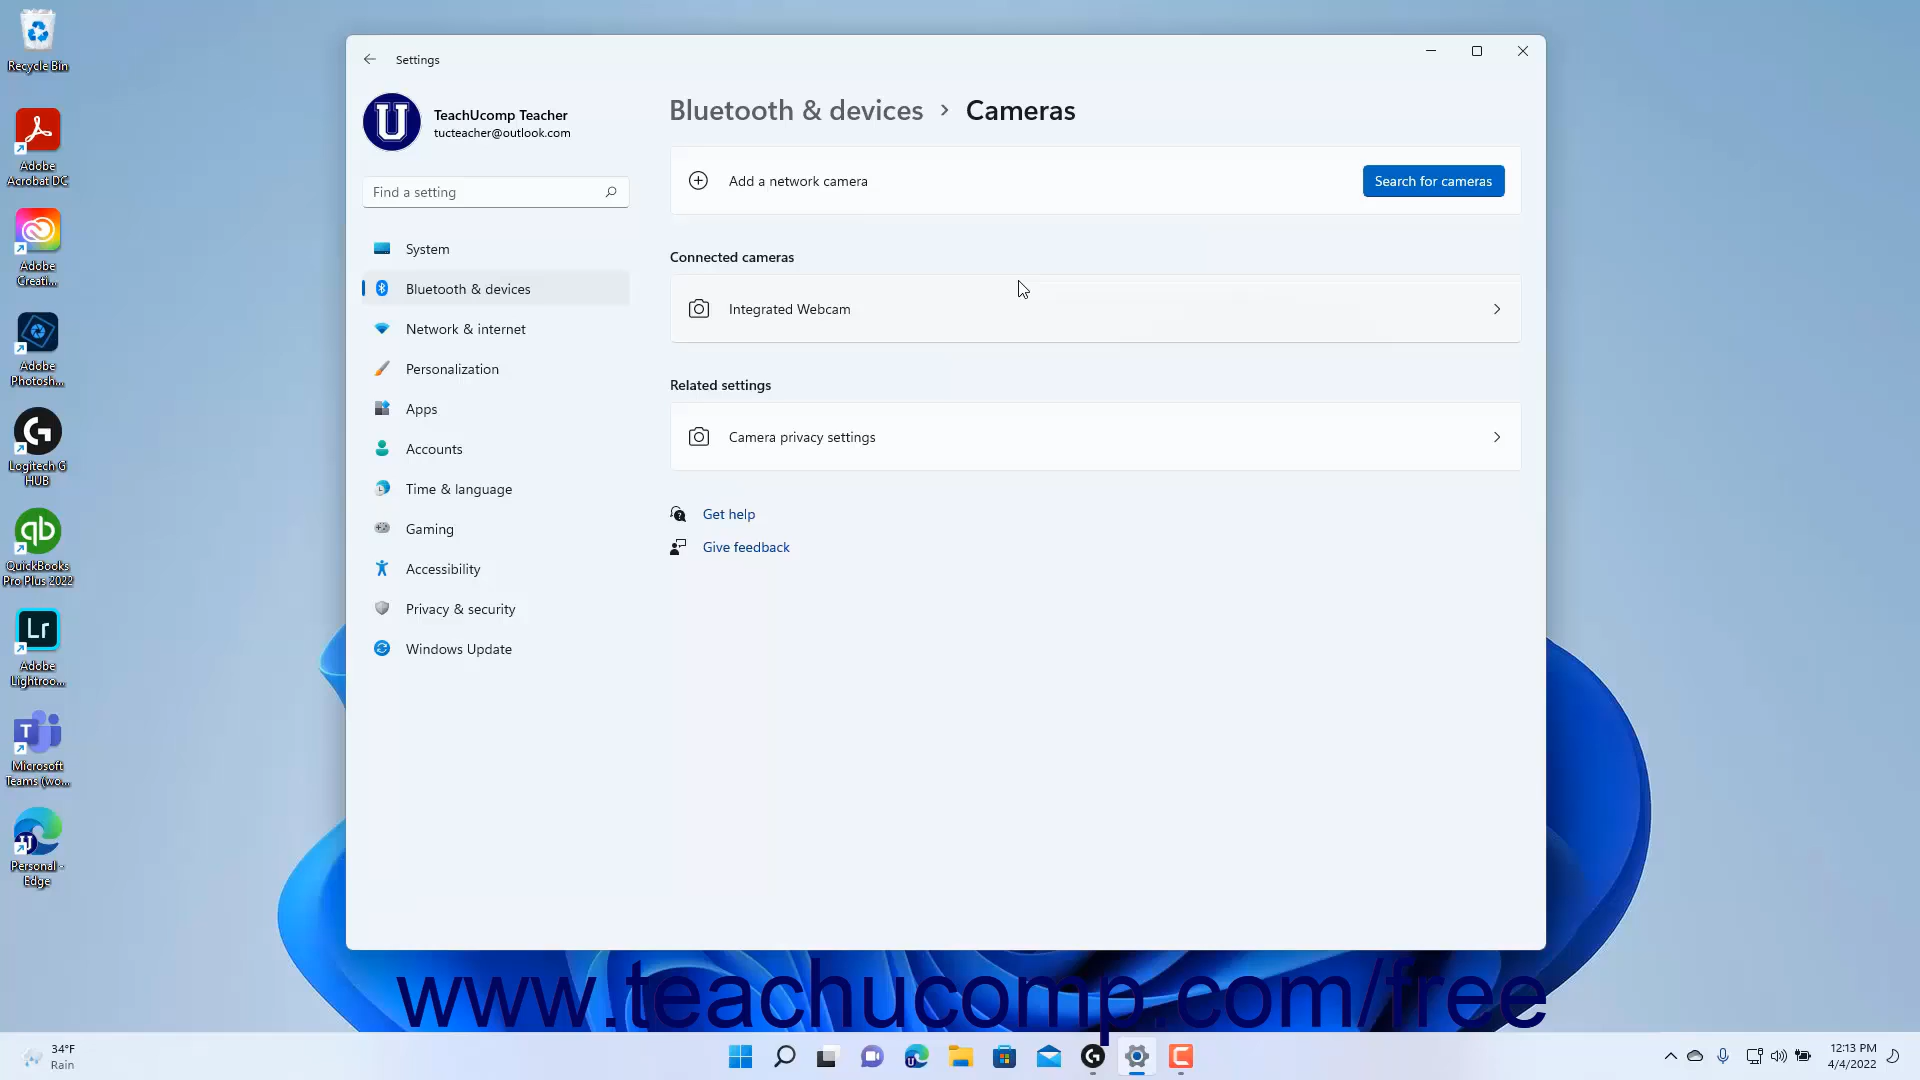 Recycle Bin
Adobe
Acrobat DC
Adobe
Creati...
Adobe
Photosh...
Logitech G
HUB
QuickBooks
Pro Plus 2022
Lr
Adobe
Lightroo...
Microsoft
Teams (wo...
Personal -
Edge
Settings
TeachUcomp Teacher
tucteacher@outlook.com
Find a setting
System
Bluetooth & devices
Network & internet
Personalization
Apps
Accounts
Time & language
Gaming
Accessibility
Privacy & security
Windows Update
Bluetooth & devices > Cameras
Add a network camera
Search for cameras
Connected cameras
Integrated Webcam
Related settings
Camera privacy settings
Get help
Give feedback
www.teachucomp.com/free
34°F
Rain
12:13 PM
4/4/2022